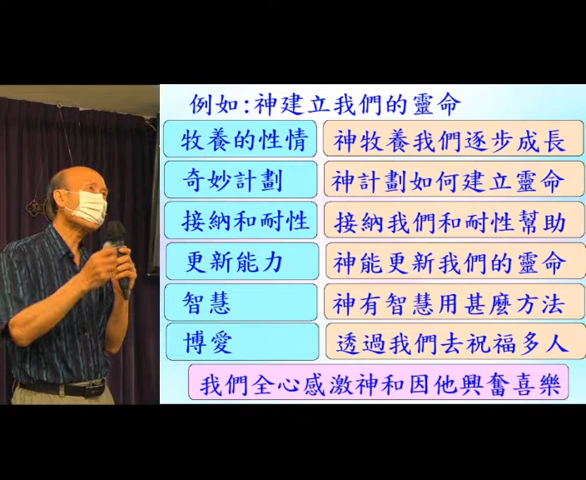 例如:神建立我們的靈命
牧養的性情 神牧養我們逐步成長
奇妙計劃 神計劃如何建立靈命
接納和耐性 接納我們和耐性幫助
更新能力 神能更新我們的靈命
智慧 神有智慧用甚麼方法
博愛 透過我們去祝福多人
我們全心感激神和因他興奮喜樂